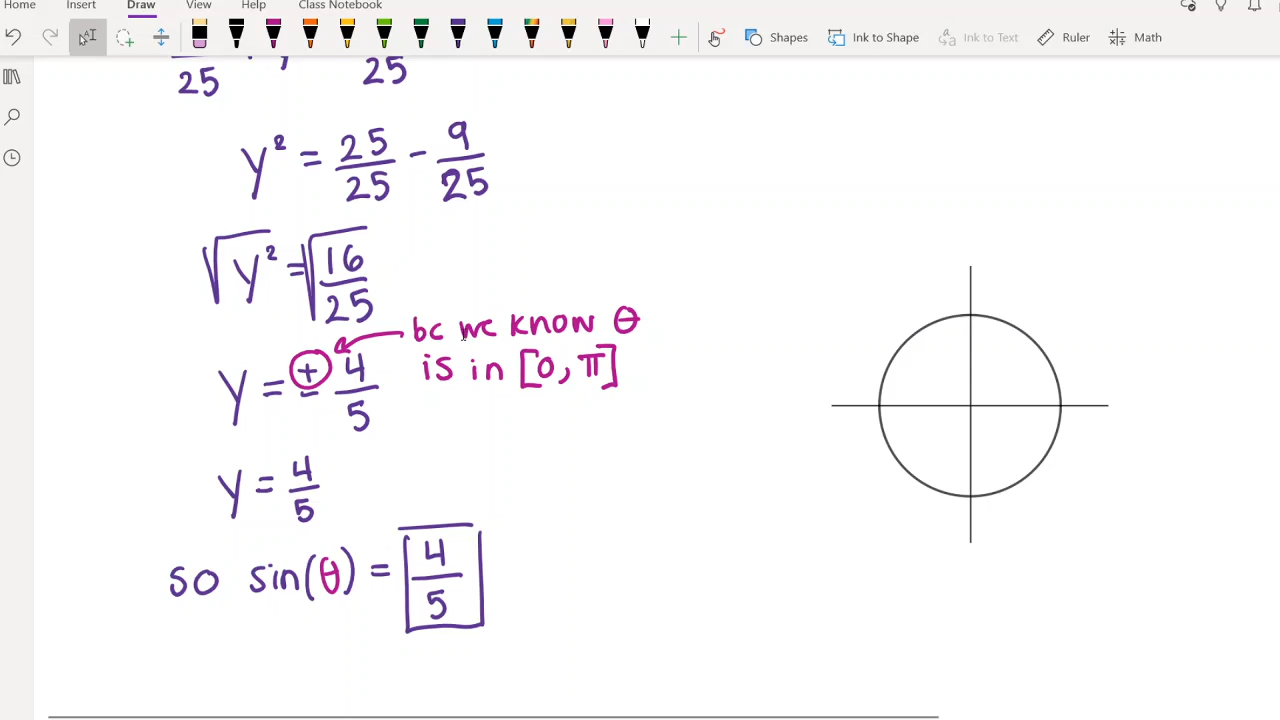 Home Insert Draw View Help Class Notebook
Shapes Ink to Shape Ink to Text Ruler Math
25 25
y² = 25/25 - 9/25
√y² = √16/25
y = ± 4/5
bc we know θ
is in [0, π]
y = 4/5
so sin(θ) = 4/5